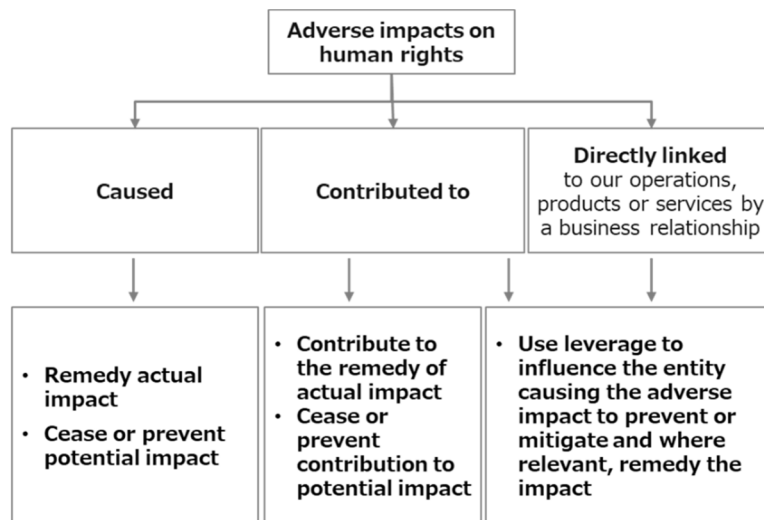 Adverse impacts on
human rights
Caused
Contributed to
Directly linked
to our operations,
products or services by
a business relationship
• Remedy actual
impact
• Cease or prevent
potential impact
• Contribute to
the remedy of
actual impact
• Cease or
prevent
contribution to
potential impact
• Use leverage to
influence the entity
causing the adverse
impact to prevent or
mitigate and where
relevant, remedy the
impact